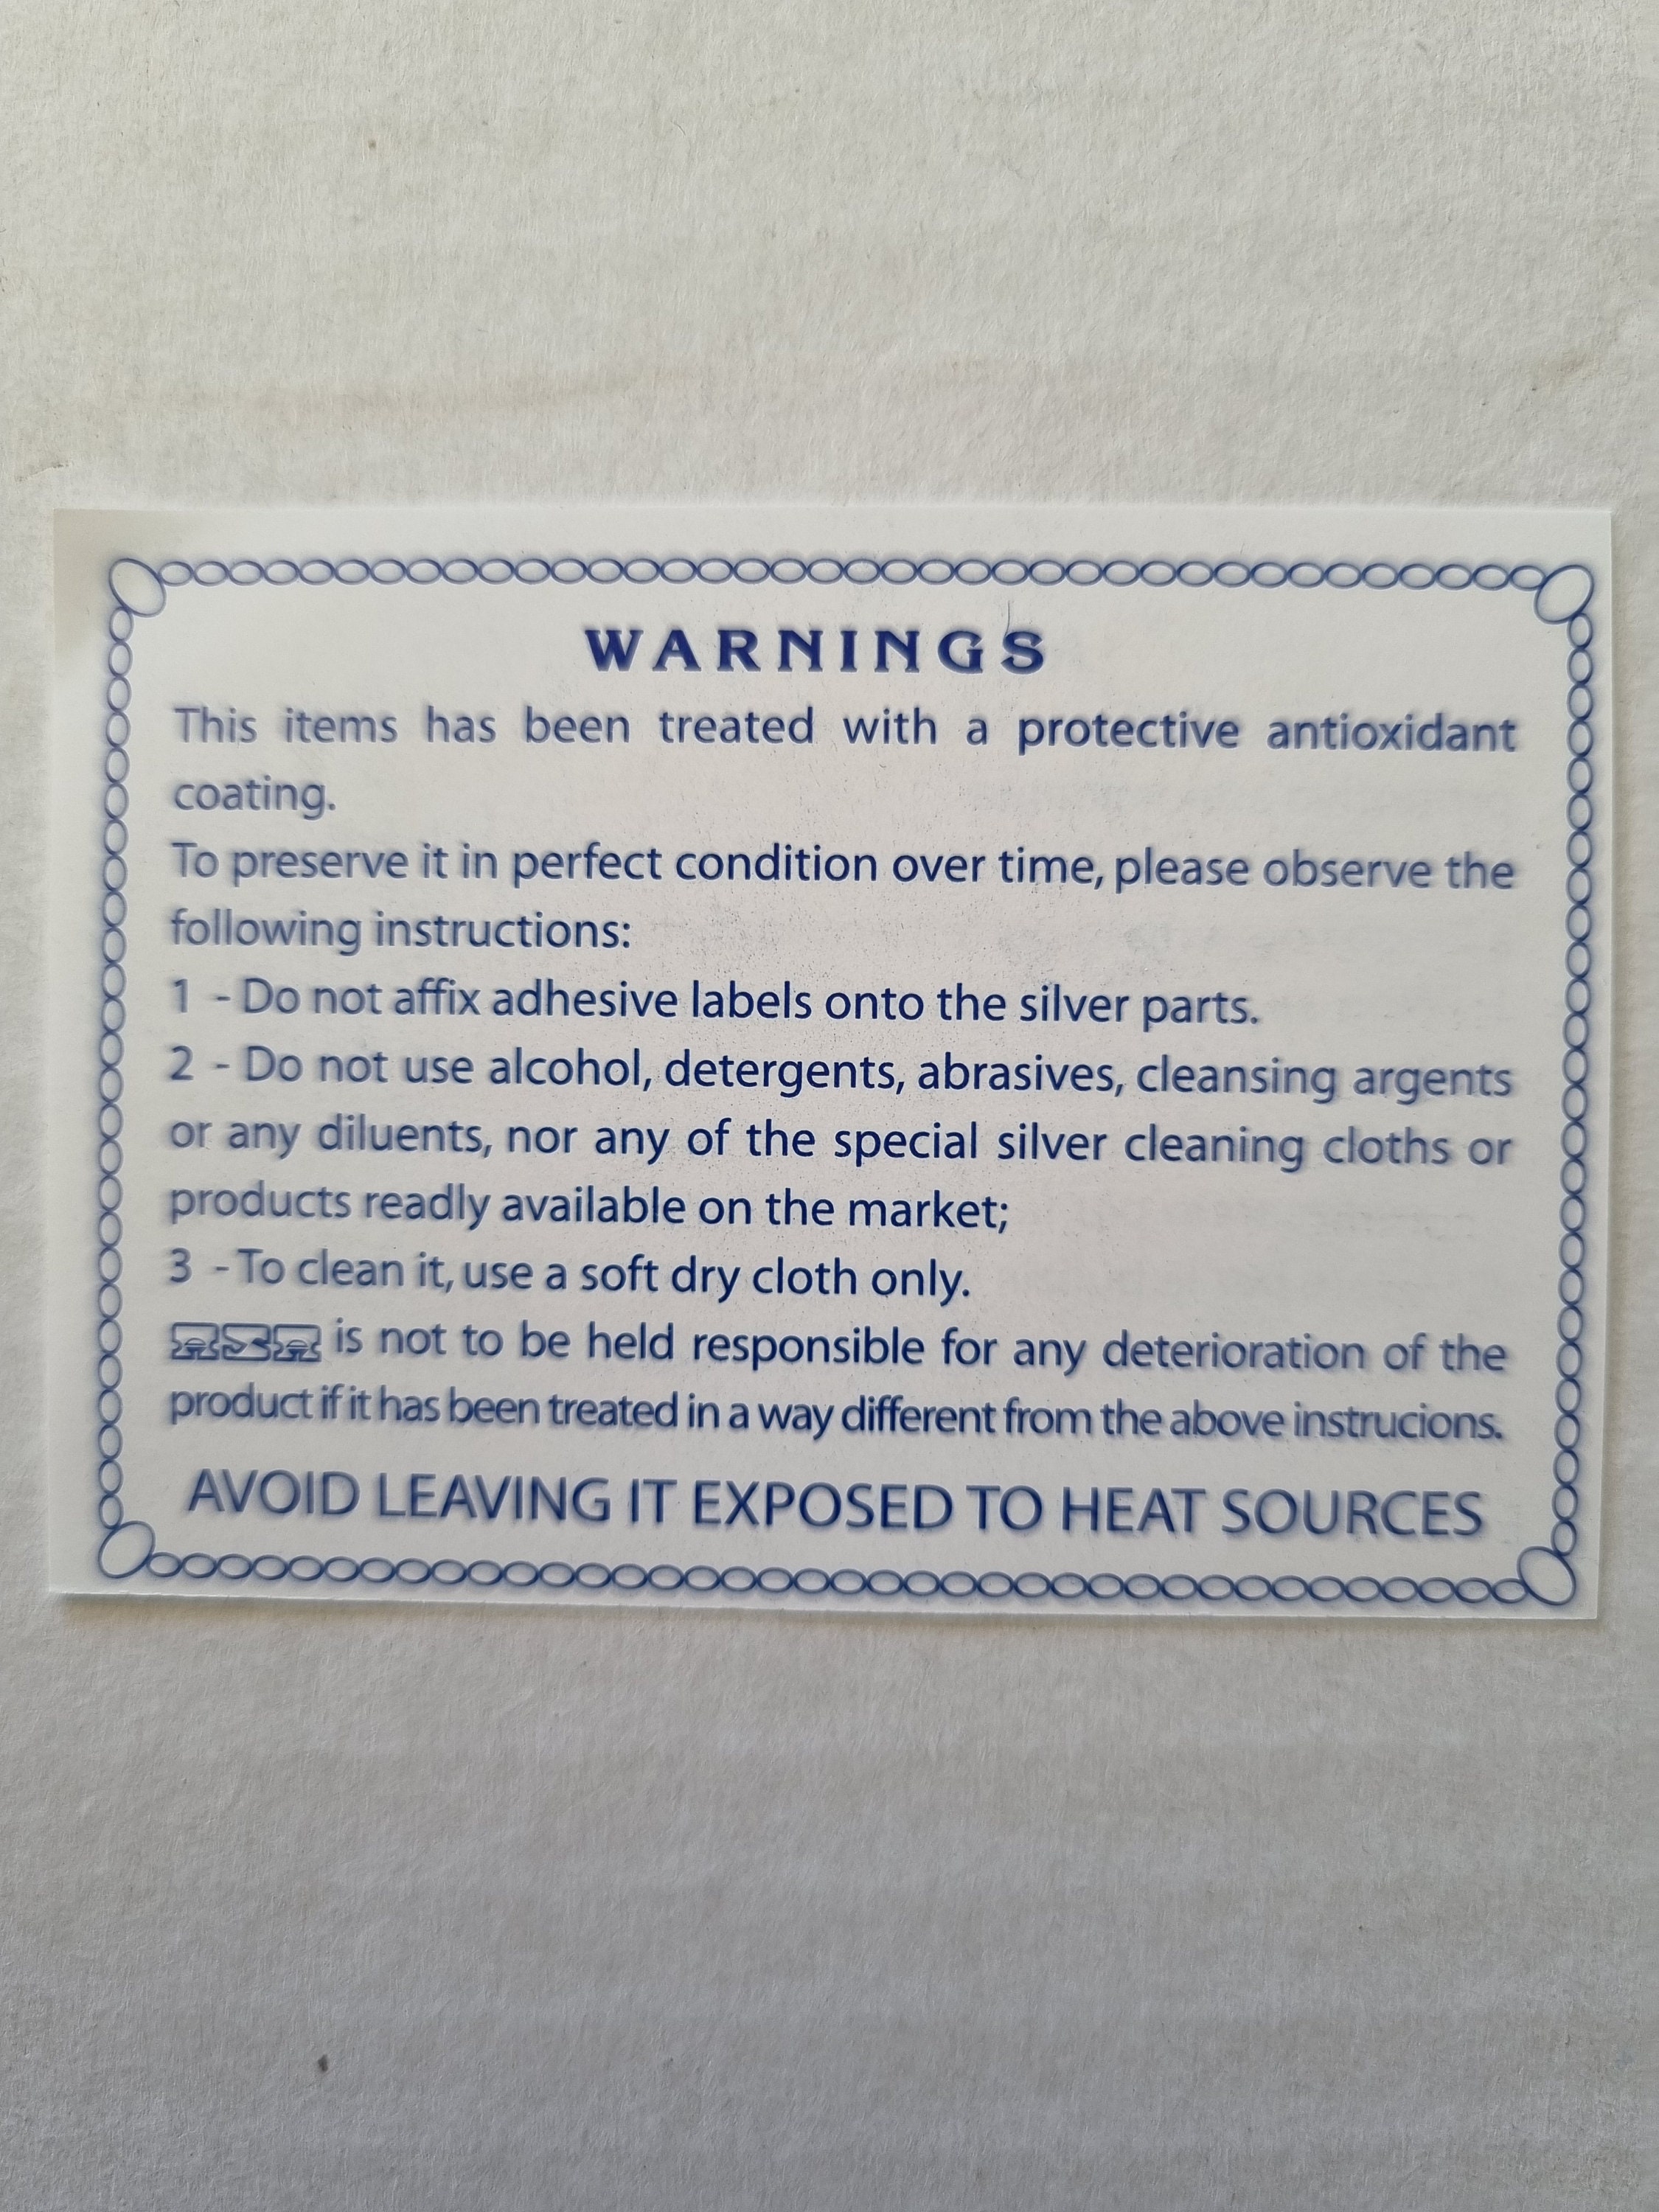 WARNINGS
This items has been treated with a protective antioxidant
coating.
To preserve it in perfect condition over time, please observe the
following instructions:
1 - Do not affix adhesive labels onto the silver parts.
2 - Do not use alcohol, detergents, abrasives, cleansing argents
or any diluents, nor any of the special silver cleaning cloths or
products readly available on the market;
3 - To clean it, use a soft dry cloth only.
is not to be held responsible for any deterioration of the
product if it has been treated in a way different from the above instrucions.
AVOID LEAVING IT EXPOSED TO HEAT SOURCES